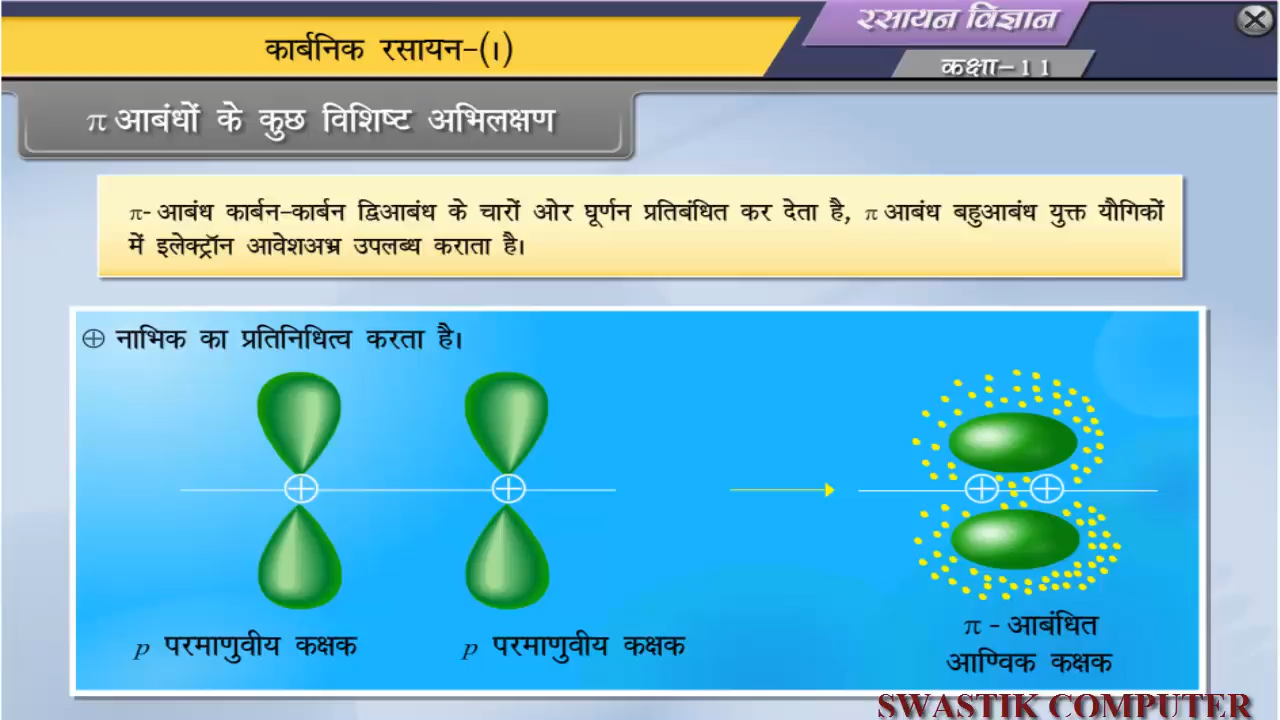 रसायन विज्ञान
कार्बनिक रसायन-(I)
कक्षा-11
π आबंधों के कुछ विशिष्ट अभिलक्षण
π- आबंध कार्बन-कार्बन द्विआबंध के चारों ओर घूर्णन प्रतिबंधित कर देता है, π आबंध बहुआबंध युक्त यौगिकों
में इलेक्ट्रॉन आवेशअभ्र उपलब्ध कराता है।
⊕ नाभिक का प्रतिनिधित्व करता है।
p परमाणुवीय कक्षक
p परमाणुवीय कक्षक
π - आबंधित
आण्विक कक्षक
SWASTIK COMPUTER